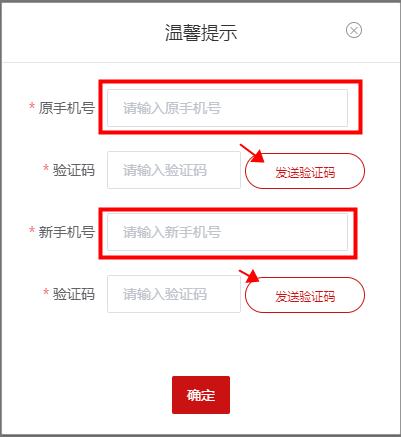 温馨提示
* 原手机号 请输入原手机号
* 验证码 请输入验证码 发送验证码
* 新手机号 请输入新手机号
* 验证码 请输入验证码 发送验证码
确定